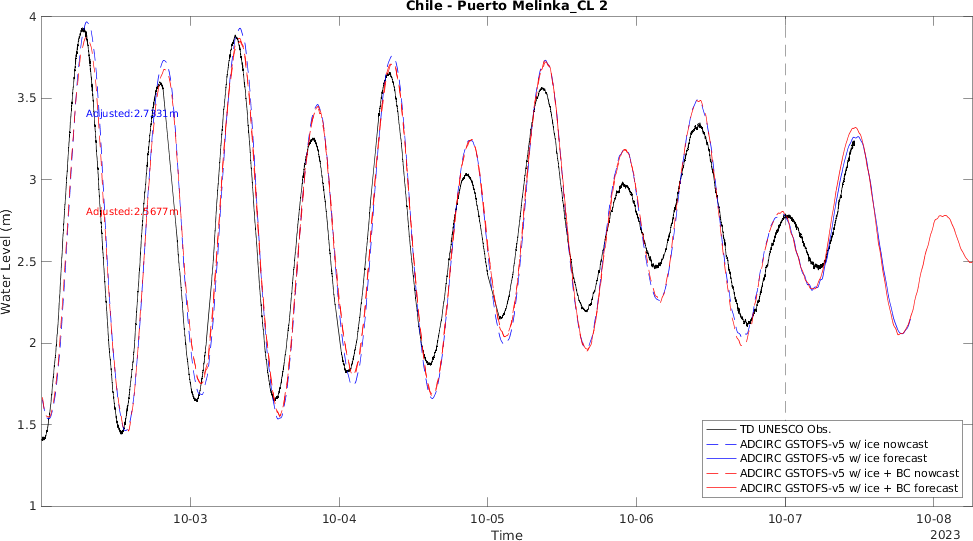 Chile - Puerto Melinka_CL 2
4
3.5
3
2.5
2
1.5
1
Water Level (m)
Adjusted:2.7331m
Adjusted:2.5677m
TD UNESCO Obs.
ADCIRC GSTOFS-v5 w/ ice nowcast
ADCIRC GSTOFS-v5 w/ ice forecast
ADCIRC GSTOFS-v5 w/ ice + BC nowcast
ADCIRC GSTOFS-v5 w/ ice + BC forecast
10-03
10-04
10-05
10-06
10-07
10-08
Time
2023